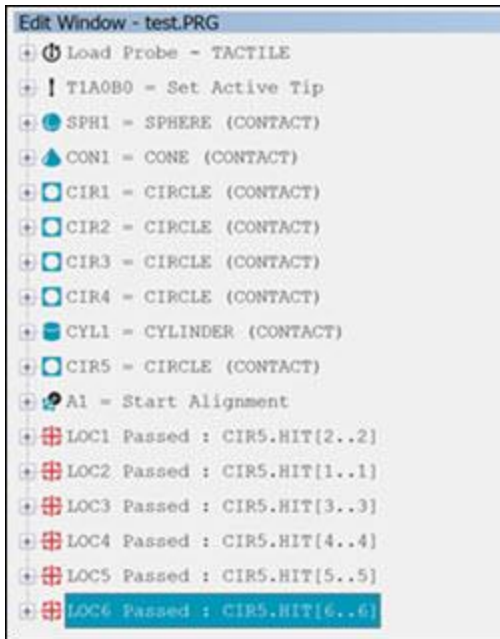 Edit Window - test.PRG
Load Probe - TACTILE
T1A0B0 = Set Active Tip
SPH1 = SPHERE (CONTACT)
CON1 = CONE (CONTACT)
CIR1 = CIRCLE (CONTACT)
CIR2 = CIRCLE (CONTACT)
CIR3 = CIRCLE (CONTACT)
CIR4 = CIRCLE (CONTACT)
CYL1 = CYLINDER (CONTACT)
CIR5 = CIRCLE (CONTACT)
A1 = Start Alignment
LOC1 Passed : CIR5.HIT[2..2]
LOC2 Passed : CIR5.HIT[1..1]
LOC3 Passed : CIR5.HIT[3..3]
LOC4 Passed : CIR5.HIT[4..4]
LOC5 Passed : CIR5.HIT[5..5]
LOC6 Passed : CIR5.HIT[6..6]